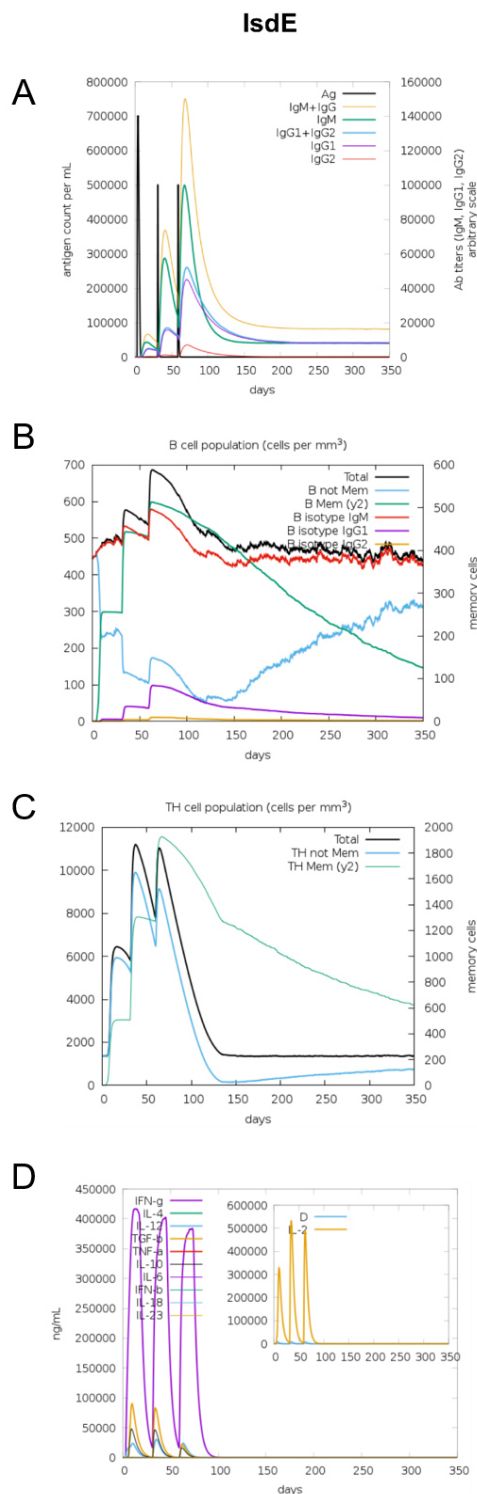 IsdE
A
800000
700000
600000
500000
400000
300000
200000
100000
0
antigen count per mL
Ag
IgM+IgG
IgM
IgG1+IgG2
IgG1
IgG2
160000
140000
120000
100000
80000
60000
40000
20000
0
Ab titers (IgM, IgG1, IgG2)
arbitrary scale
0 50 100 150 200 250 300 350
days
B
B cell population (cells per mm³)
700
600
500
400
300
200
100
0
Total
B not Mem
B Mem (y2)
B isotype IgM
B isotype IgG1
B isotype IgG2
600
500
400
300
200
100
0
memory cells
0 50 100 150 200 250 300 350
days
C
TH cell population (cells per mm³)
12000
10000
8000
6000
4000
2000
0
Total
TH not Mem
TH Mem (y2)
2000
1800
1600
1400
1200
1000
800
600
400
200
0
memory cells
0 50 100 150 200 250 300 350
days
D
450000
400000
350000
300000
250000
200000
150000
100000
50000
0
ng/mL
IFN-g
IL-4
IL-12
TGF-b
TNF-a
IL-10
IL-6
IFN-b
IL-18
IL-23
600000
500000
400000
300000
200000
100000
0
D
IL-2
0 50 100 150 200 250 300 350
0 50 100 150 200 250 300 350
days